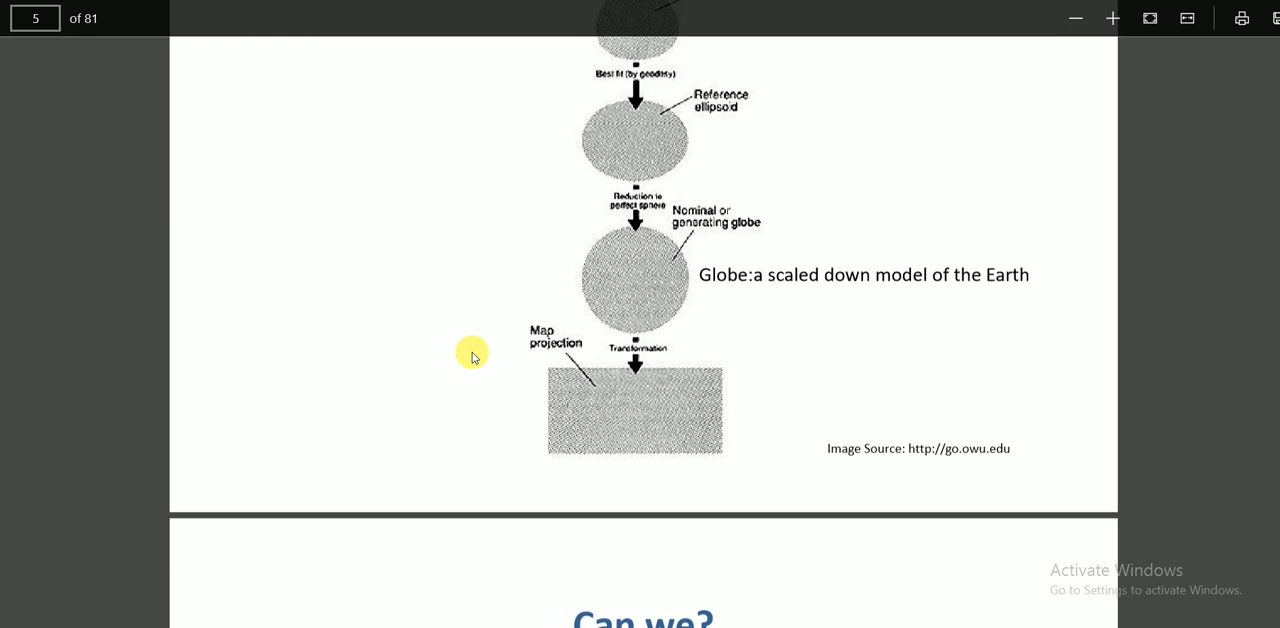 5 of 81
Best fit (by geodesy)
Reference
ellipsoid
Reduction to
perfect sphere
Nominal or
generating globe
Globe:a scaled down model of the Earth
Map
projection
Transformation
Image Source: http://go.owu.edu
Activate Windows
Go to Settings to activate Windows.
Can we?